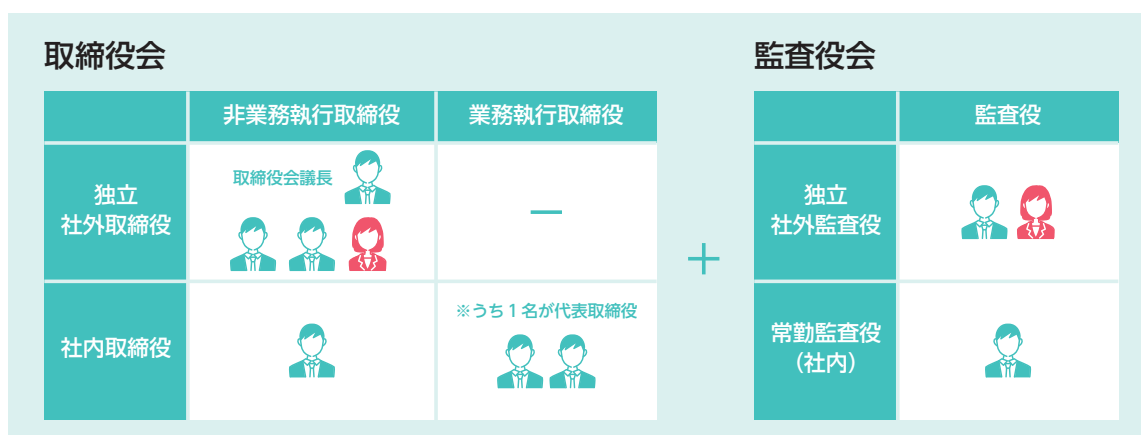 取締役会
非業務執行取締役
業務執行取締役
独立
社外取締役
取締役会議長
－
社内取締役
※うち1名が代表取締役
＋
監査役会
監査役
独立
社外監査役
常勤監査役
（社内）